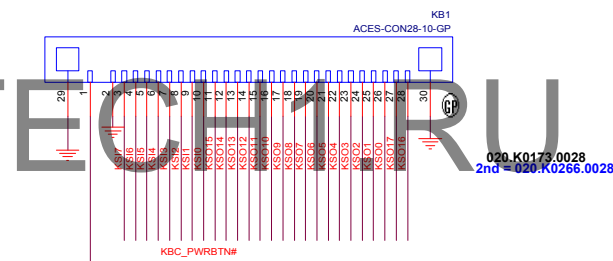 KB1
ACES-CON28-10-GP
29
1
2
3
4
5
6
7
8
9
10
11
12
13
14
15
16
17
18
19
20
21
22
23
24
25
26
27
28
30
GP
TECH1.RU
KSI7
KSI6
KSI5
KSI4
KSI3
KSI2
KSI1
KSI0
KSO15
KSO14
KSO13
KSO12
KSO11
KSO10
KSO9
KSO8
KSO7
KSO6
KSO5
KSO4
KSO3
KSO2
KSO1
KSO0
KSO17
KSO16
020.K0173.0028
2nd = 020.K0266.0028
KBC_PWRBTN#